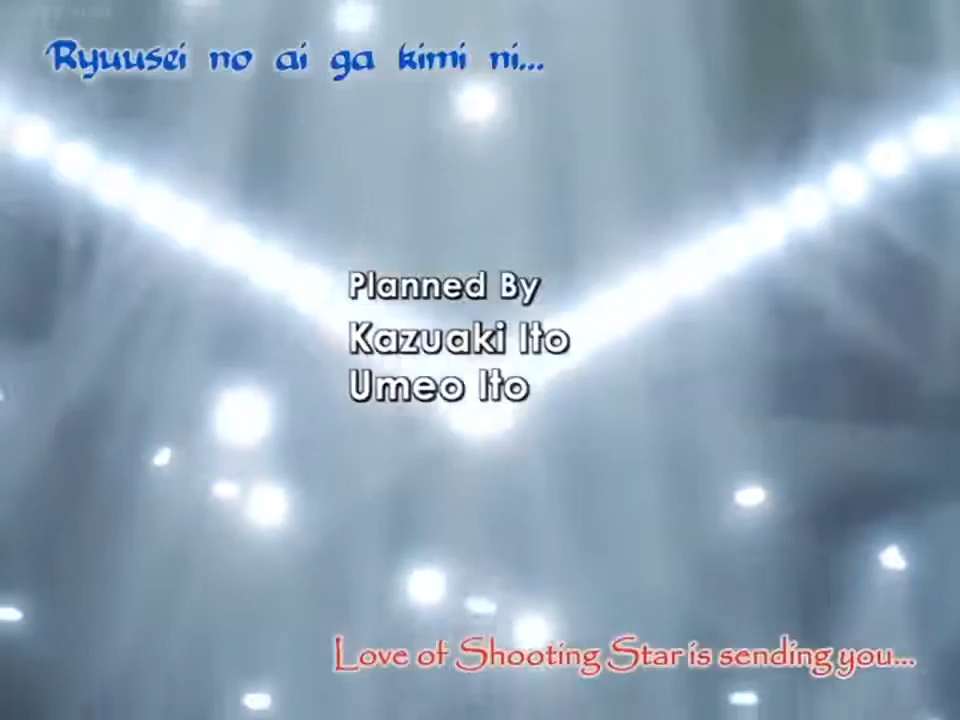 Ryuusei no ai ga kimi ni...
Planned By
Kazuaki Ito
Umeo Ito
Love of Shooting Star is sending you...